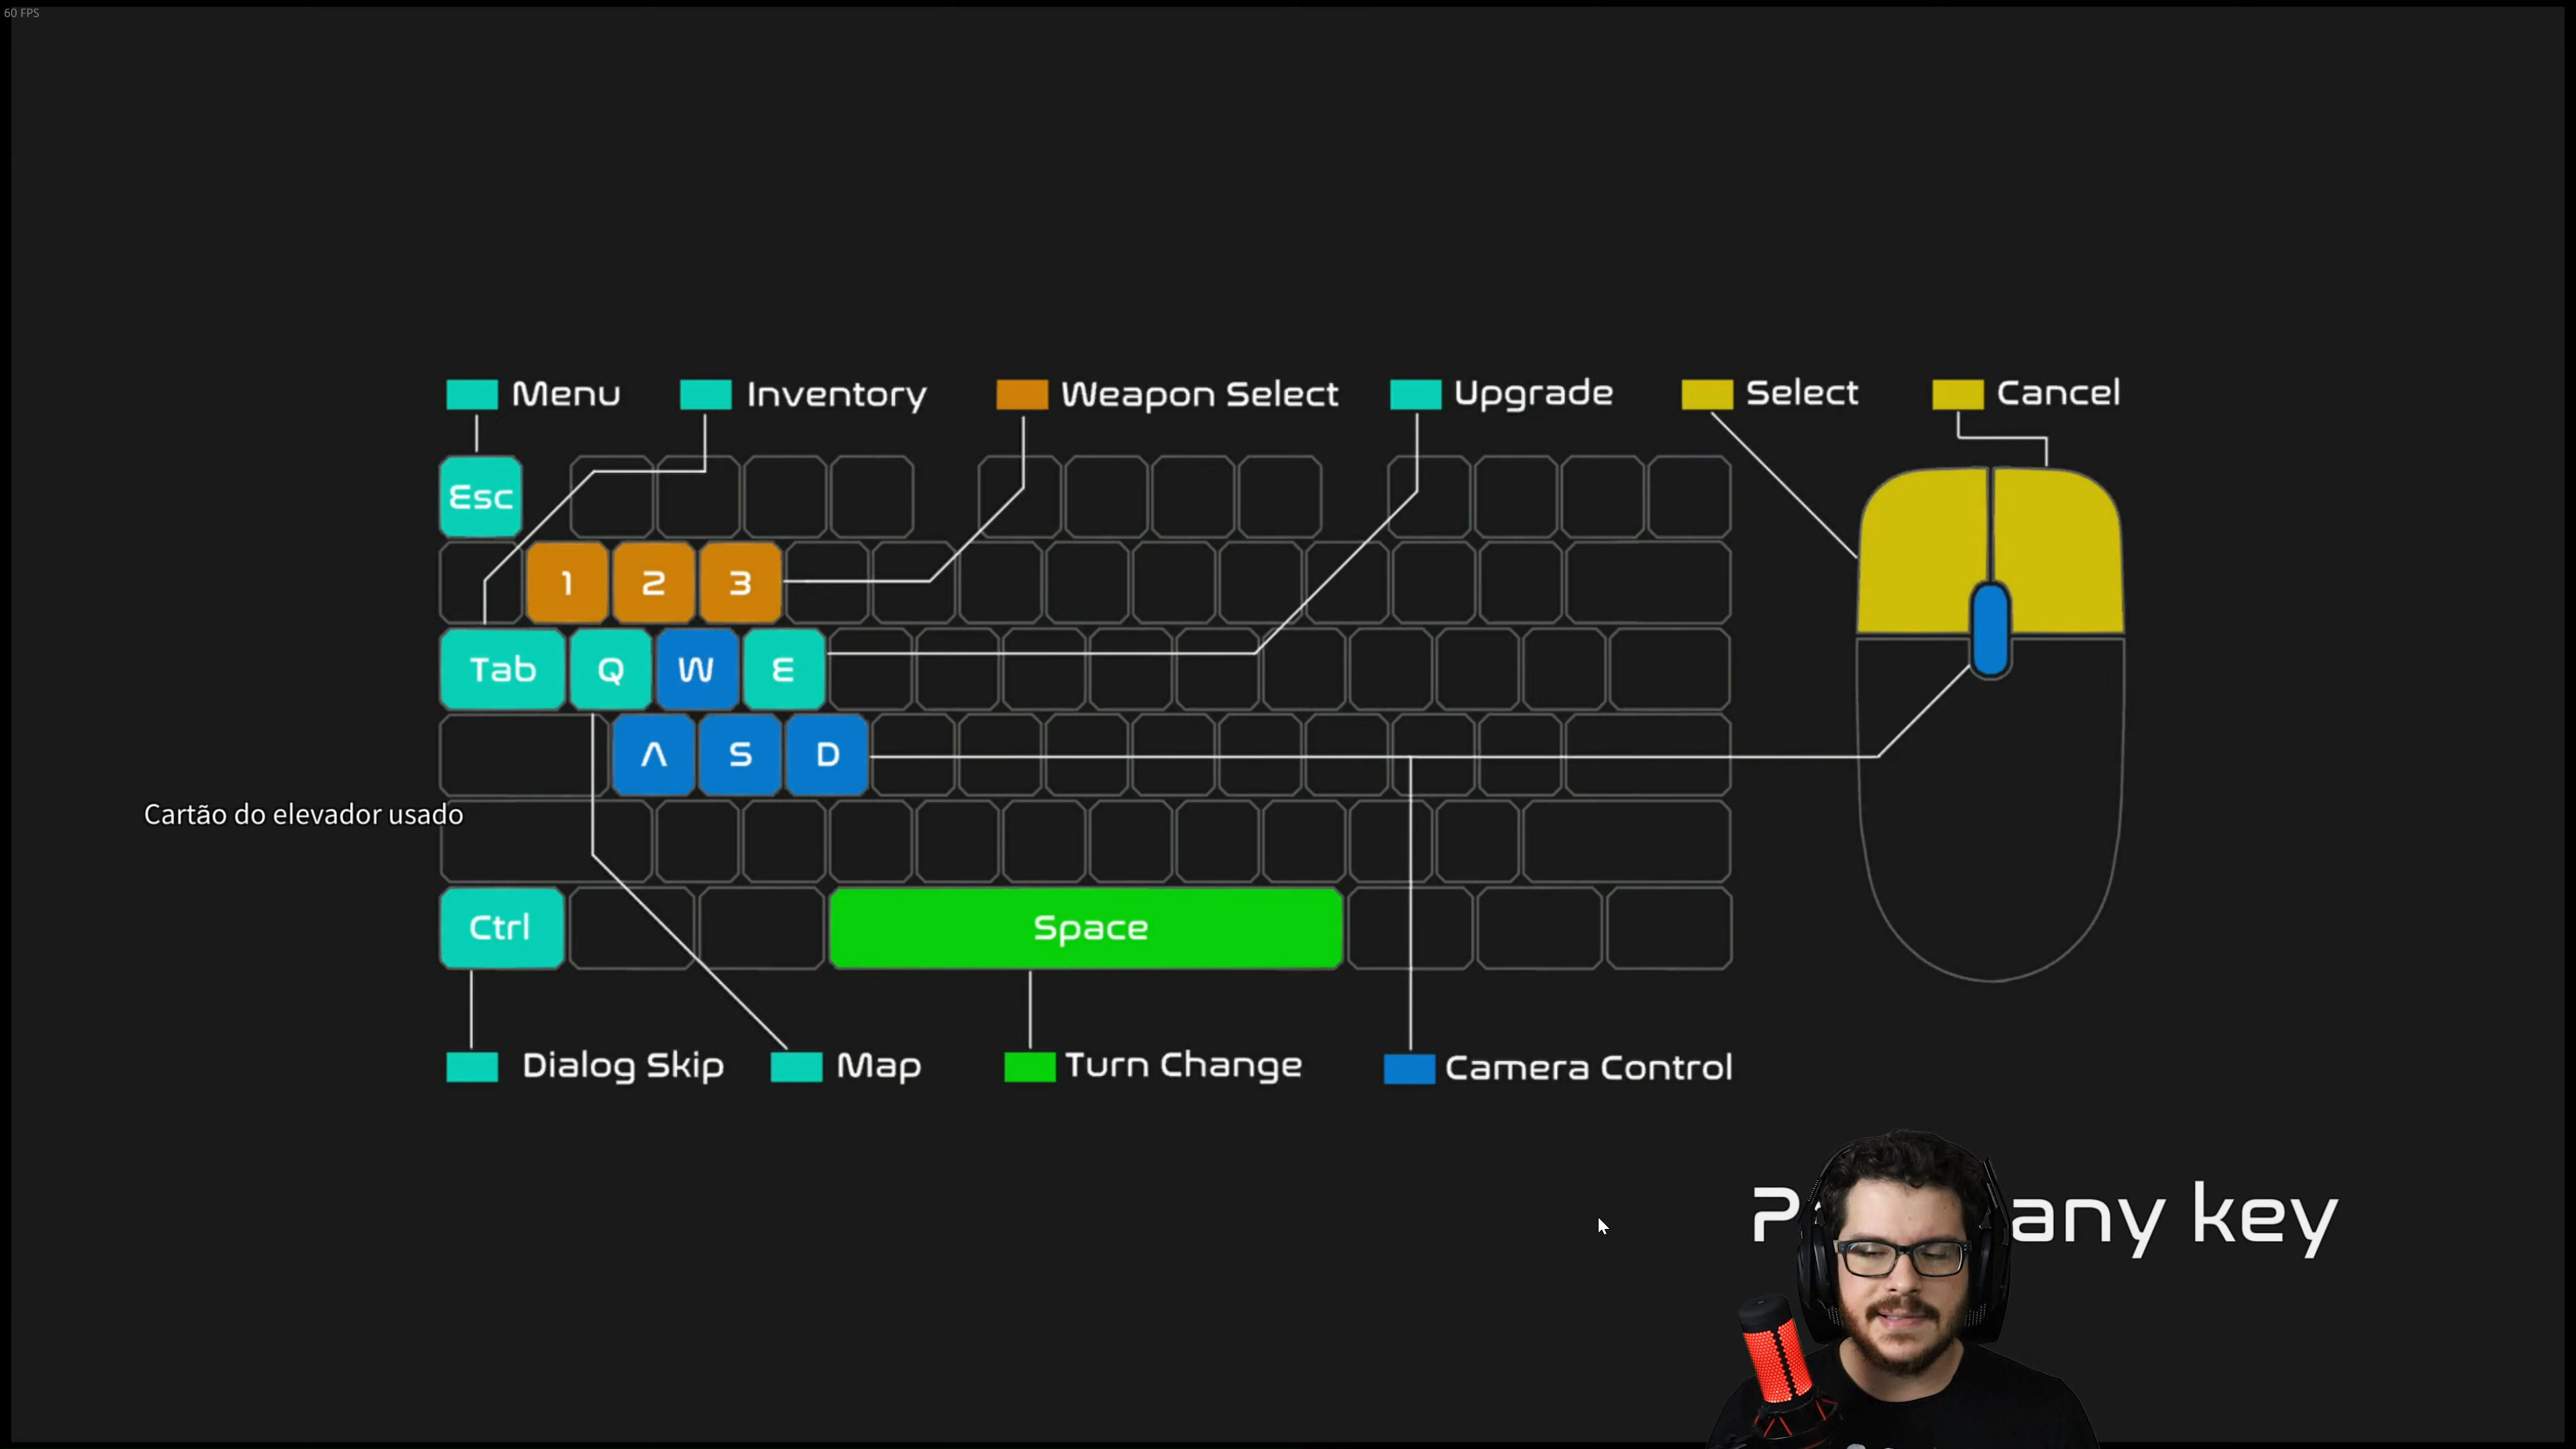 60 FPS
Menu
Inventory
Weapon Select
Upgrade
Select
Cancel
Esc
1
2
3
Tab
Q
W
E
A
S
D
Cartão do elevador usado
Ctrl
Space
Dialog Skip
Map
Turn Change
Camera Control
any key